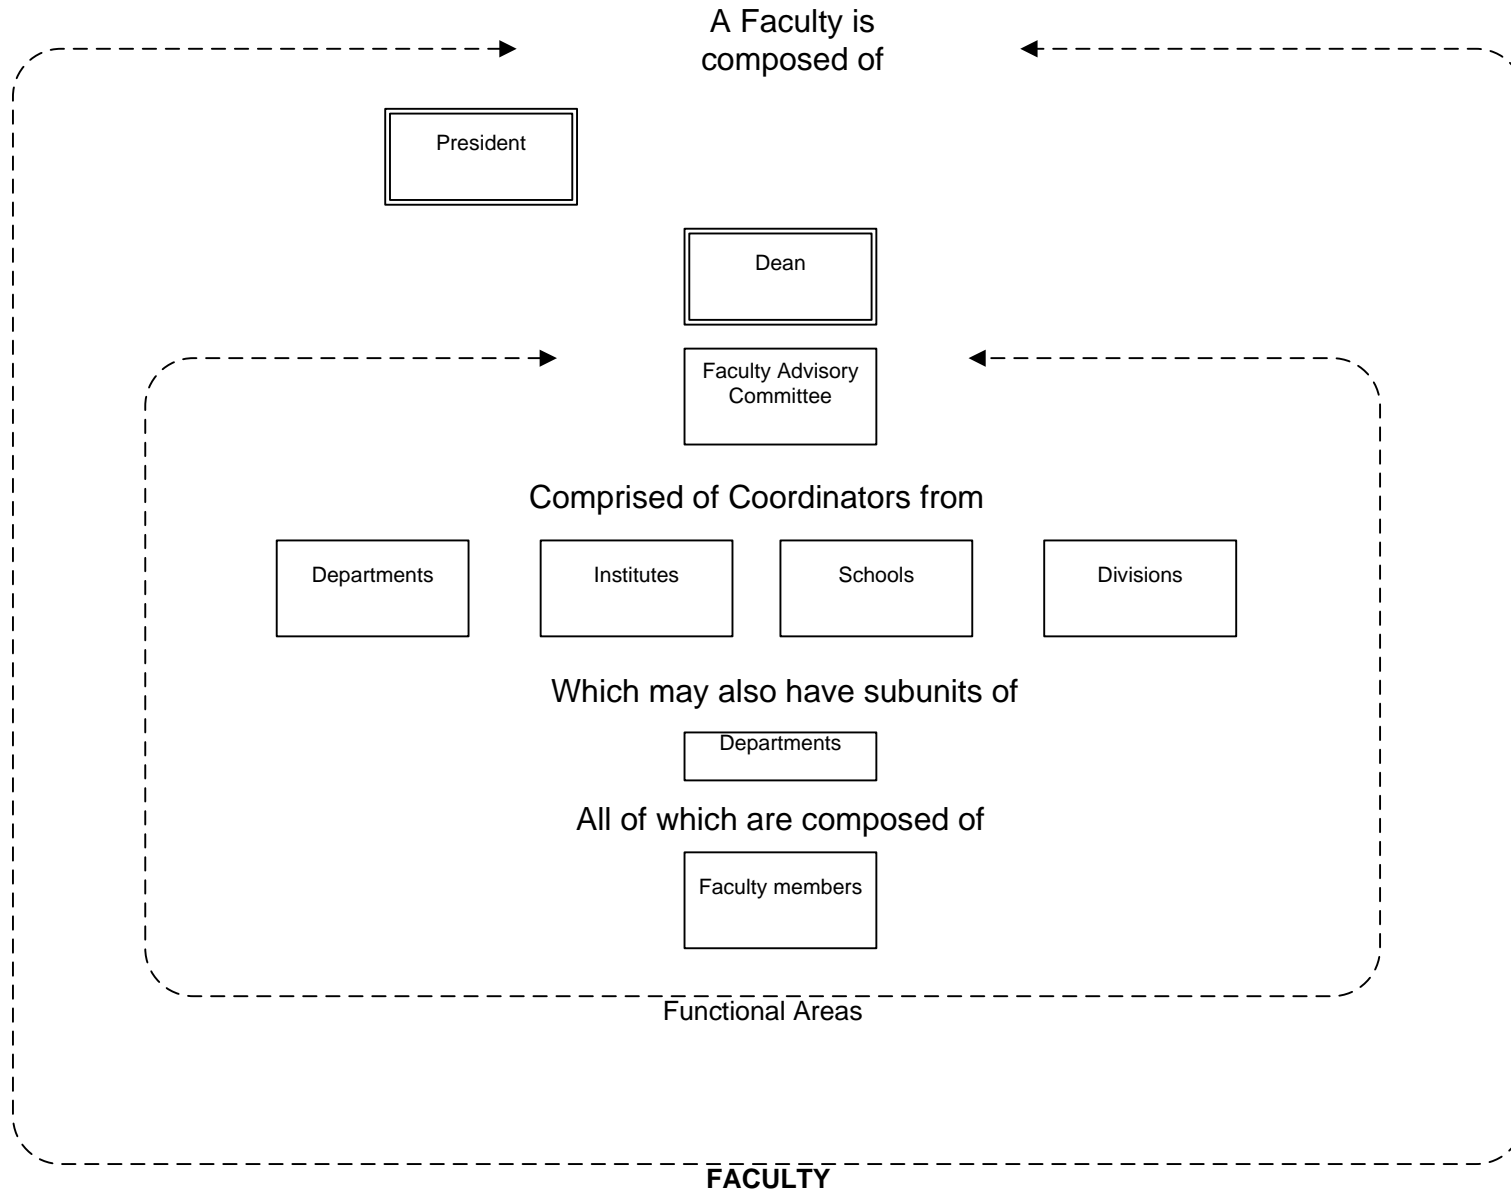 A Faculty is
composed of
President
Dean
Faculty Advisory
Committee
Comprised of Coordinators from
Departments
Institutes
Schools
Divisions
Which may also have subunits of
Departments
All of which are composed of
Faculty members
Functional Areas
FACULTY